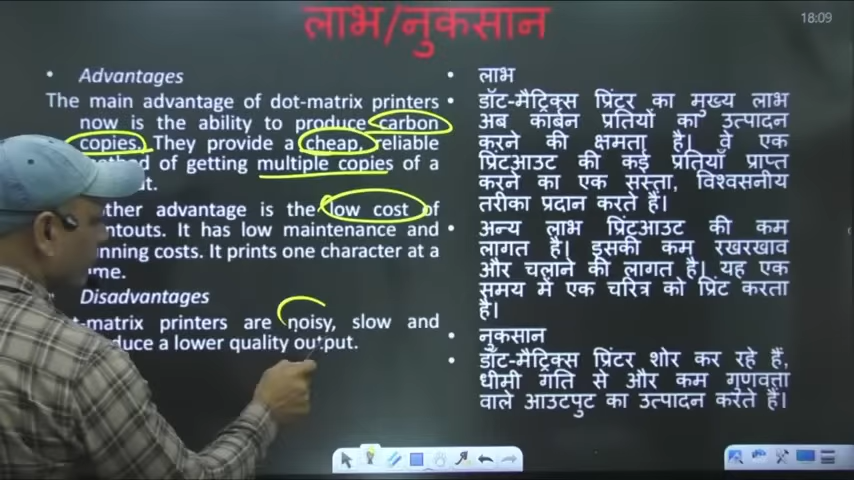 लाभ/नुकसान
18:09
• Advantages
The main advantage of dot-matrix printers
now is the ability to produce carbon
copies. They provide a cheap, reliable
of getting multiple copies of a
other advantage is the low cost of
It has low maintenance and
costs. It prints one character at a
Disadvantages
printers are noisy, slow and
a lower quality output.
• लाभ
• डॉट-मैट्रिक्स प्रिंटर का मुख्य लाभ
अब कार्बन प्रतियों का उत्पादन
करने की क्षमता है। वे एक
प्रिंटआउट की कई प्रतियाँ प्राप्त
करने का एक सस्ता, विश्वसनीय
तरीका प्रदान करते हैं।
• अन्य लाभ प्रिंटआउट की कम
लागत है। इसकी कम रखरखाव
और चलाने की लागत है। यह एक
समय में एक चरित्र को प्रिंट करता
है।
• नुकसान
• डॉट-मैट्रिक्स प्रिंटर शोर कर रहे हैं,
धीमी गति से और कम गुणवत्ता
वाले आउटपुट का उत्पादन करते हैं।